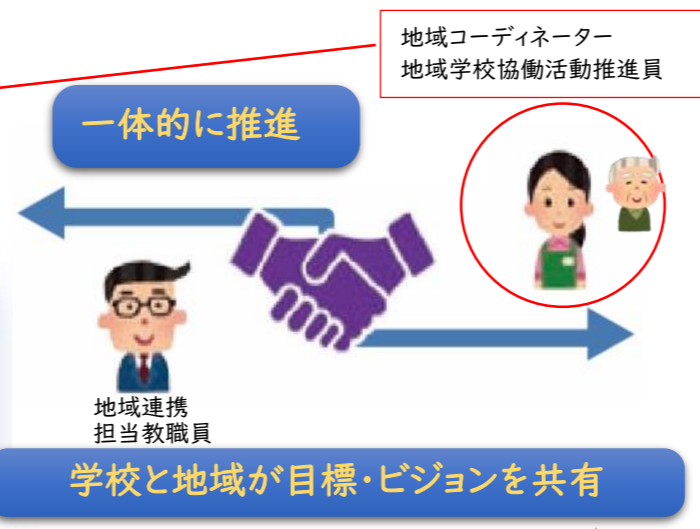 地域コーディネーター
地域学校協働活動推進員
一体的に推進
地域連携
担当教職員
学校と地域が目標・ビジョンを共有